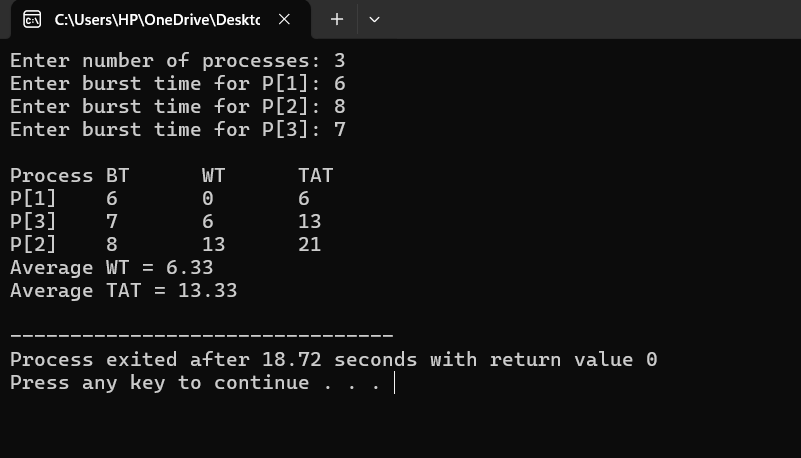 C:\Users\HP\OneDrive\Deskto
Enter number of processes: 3
Enter burst time for P[1]: 6
Enter burst time for P[2]: 8
Enter burst time for P[3]: 7
Process BT WT TAT
P[1] 6 0 6
P[3] 7 6 13
P[2] 8 13 21
Average WT = 6.33
Average TAT = 13.33
--------------------------------
Process exited after 18.72 seconds with return value 0
Press any key to continue . . .